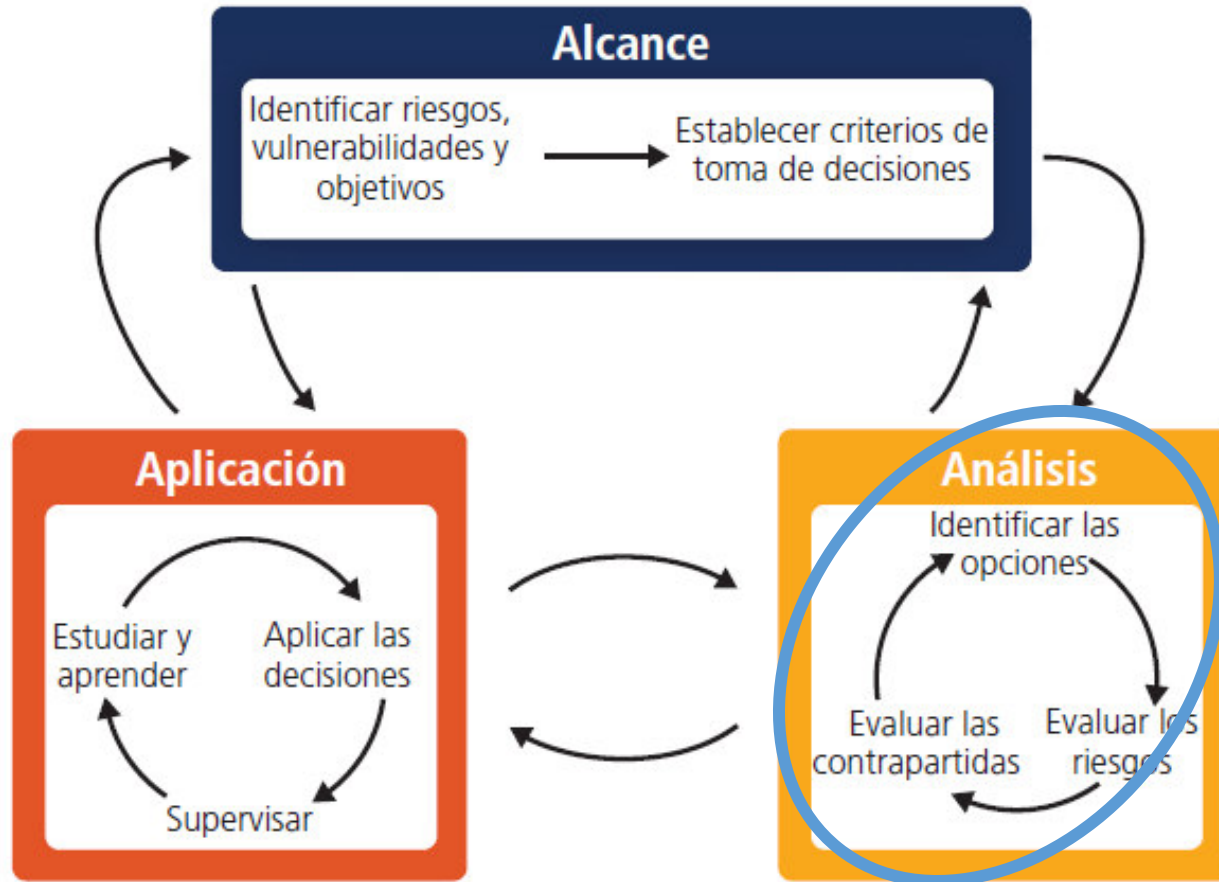 Alcance
Identificar riesgos,
vulnerabilidades y
objetivos
Establecer criterios de
toma de decisiones
Aplicación
Estudiar y
aprender
Aplicar las
decisiones
Supervisar
Análisis
Identificar las
opciones
Evaluar las
contrapartidas
Evaluar los
riesgos